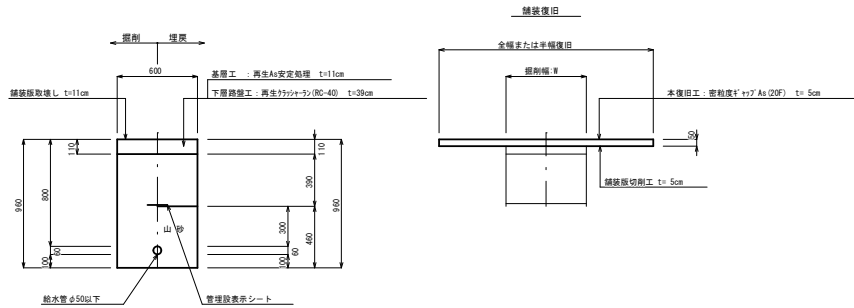 舗装復旧
掘削 埋戻
全幅または半幅復旧
600
基層工 : 再生As安定処理 t=11cm
掘削幅:W
舗装版取壊し t=11cm
下層路盤工 : 再生クラッシャーラン(RC-40) t=39cm
本復旧工 : 密粒度ギャップAs(20F) t= 5cm
50
110
110
舗装版切削工 t= 5cm
390
800
960
960
山 砂
300
460
60
60
100
100
給水管φ50以下
管埋設表示シート